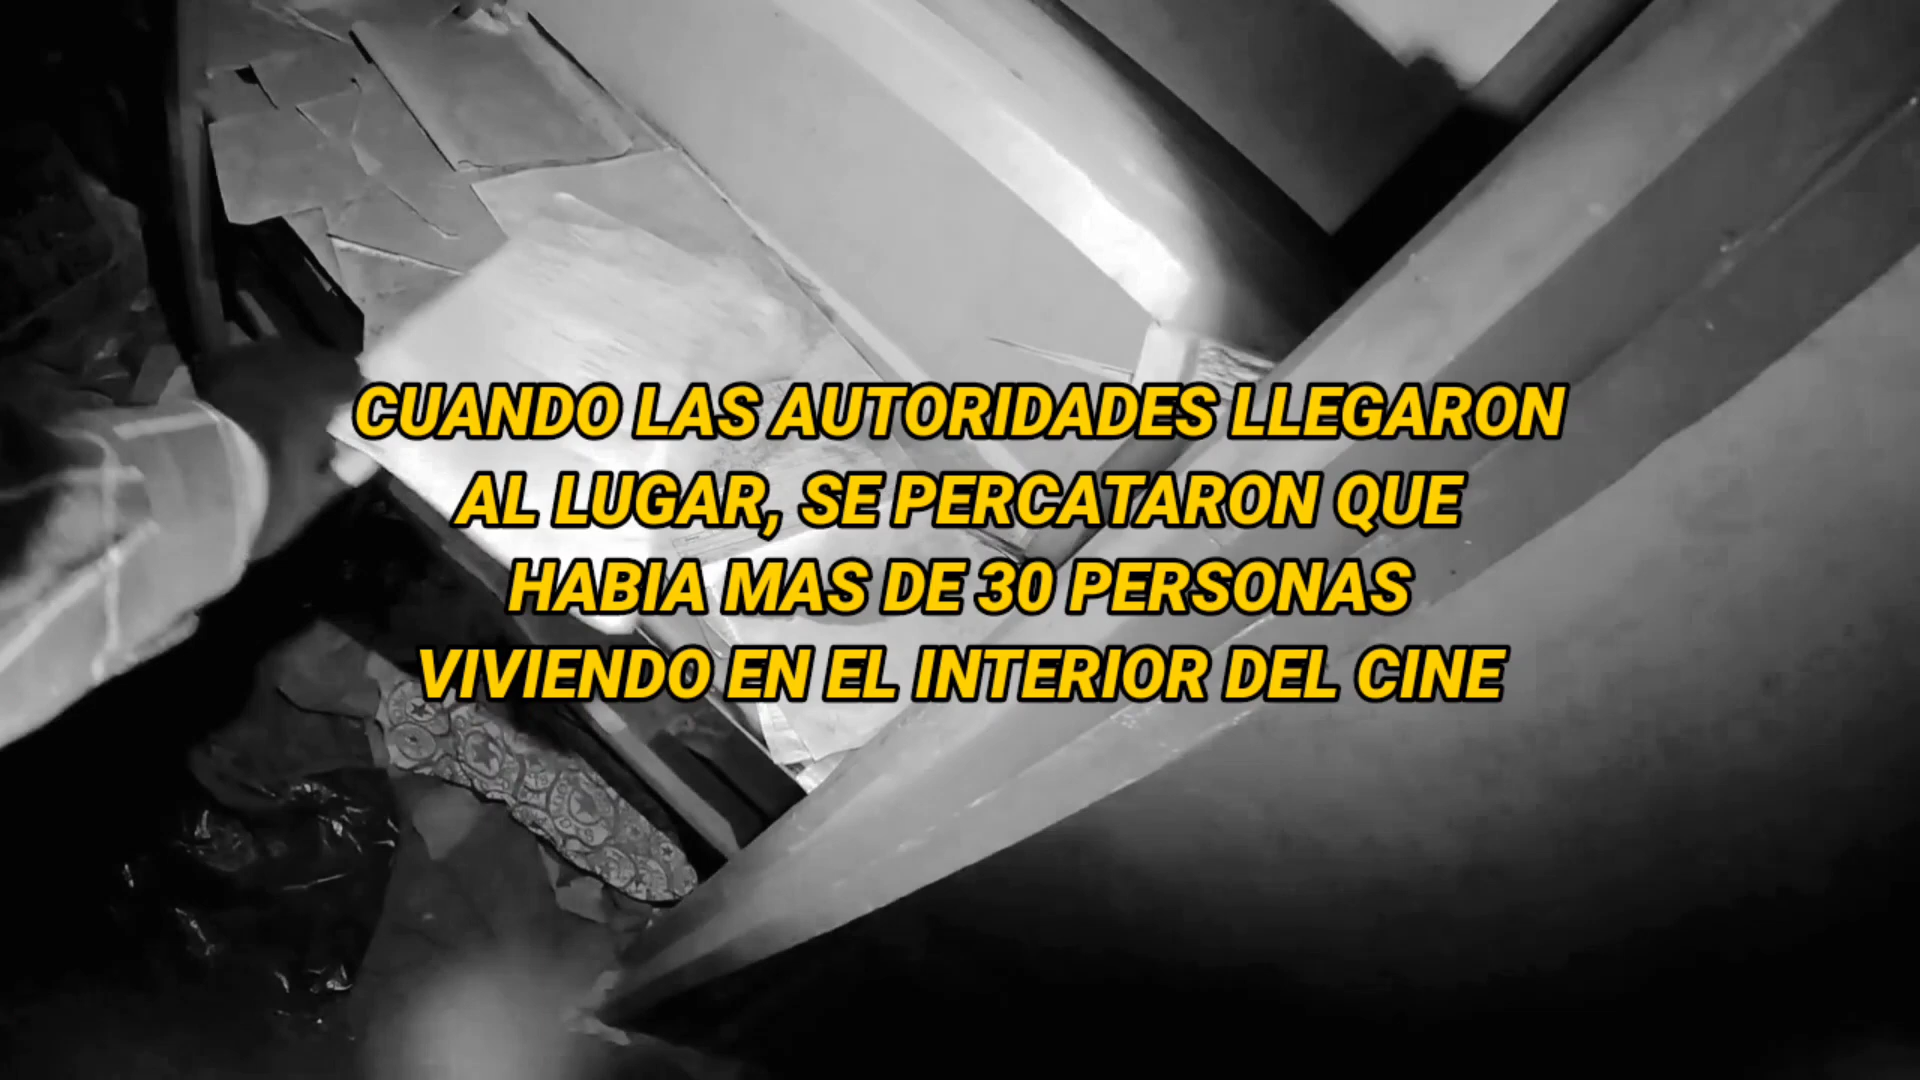 CUANDO LAS AUTORIDADES LLEGARON
AL LUGAR, SE PERCATARON QUE
HABIA MAS DE 30 PERSONAS
VIVIENDO EN EL INTERIOR DEL CINE